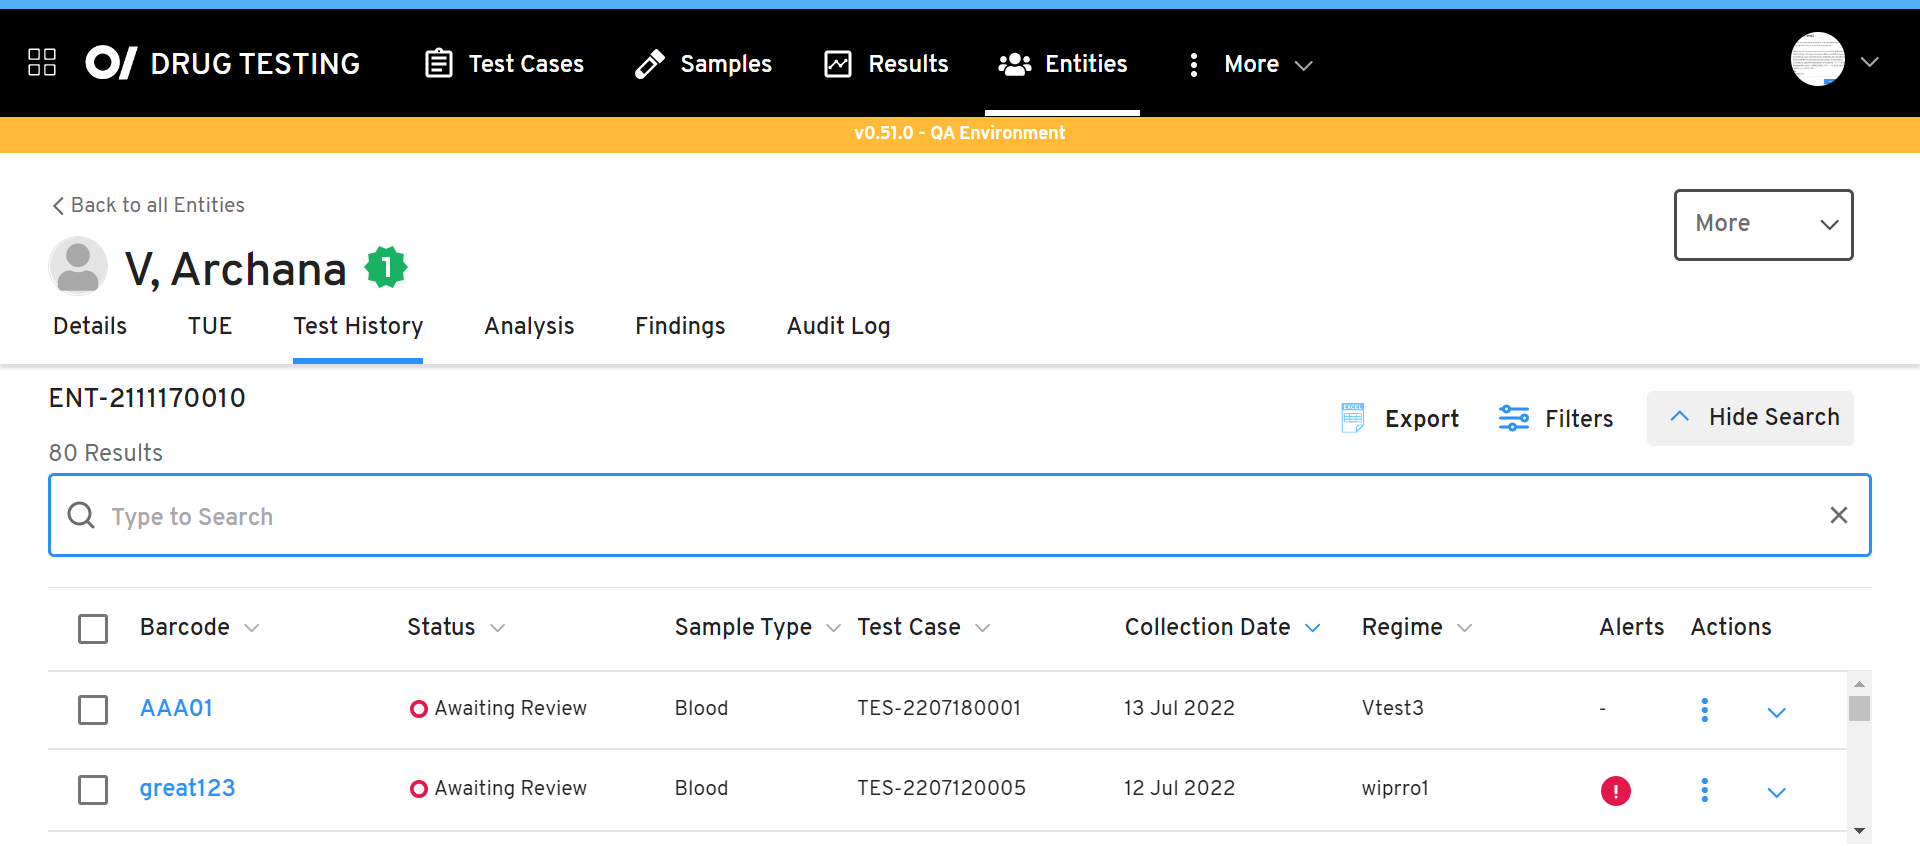 DRUG TESTING Test Cases Samples Results Entities More
v0.51.0 - QA Environment
Back to all Entities
More
V, Archana 1
Details TUE Test History Analysis Findings Audit Log
ENT-2111170010
Export Filters Hide Search
80 Results
Type to Search
Barcode Status Sample Type Test Case Collection Date Regime Alerts Actions
AAA01 Awaiting Review Blood TES-2207180001 13 Jul 2022 Vtest3 -
great123 Awaiting Review Blood TES-2207120005 12 Jul 2022 wiprro1 !